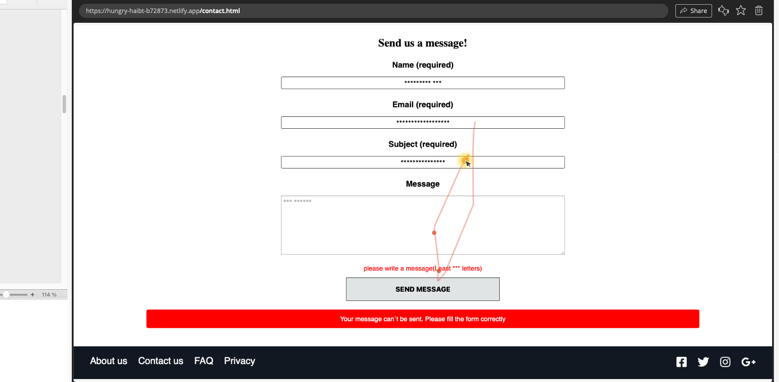 https://hungry-haibt-b72873.netlify.app/contact.html
Share
Send us a message!
Name (required)
********* ***
Email (required)
******************
Subject (required)
***************
Message
*** ******
please write a message(Least *** letters)
SEND MESSAGE
Your message can't be sent. Please fill the form correctly
114 %
About us Contact us FAQ Privacy